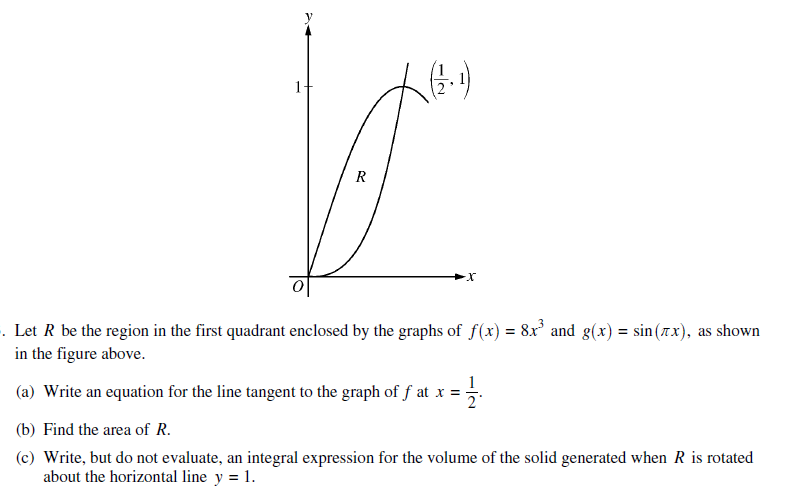 y
1
(1/2, 1)
R
O
x
. Let R be the region in the first quadrant enclosed by the graphs of f(x) = 8x³ and g(x) = sin(πx), as shown
in the figure above.
(a) Write an equation for the line tangent to the graph of f at x = 1/2.
(b) Find the area of R.
(c) Write, but do not evaluate, an integral expression for the volume of the solid generated when R is rotated
about the horizontal line y = 1.